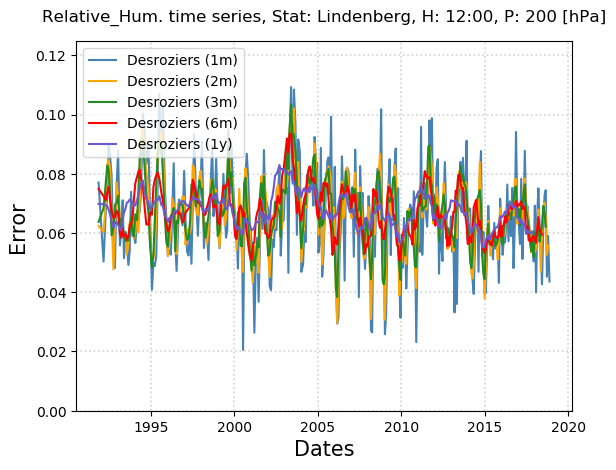 Relative_Hum. time series, Stat: Lindenberg, H: 12:00, P: 200 [hPa]
0.12
0.10
0.08
0.06
0.04
0.02
0.00
Error
Desroziers (1m)
Desroziers (2m)
Desroziers (3m)
Desroziers (6m)
Desroziers (1y)
1995 2000 2005 2010 2015 2020
Dates